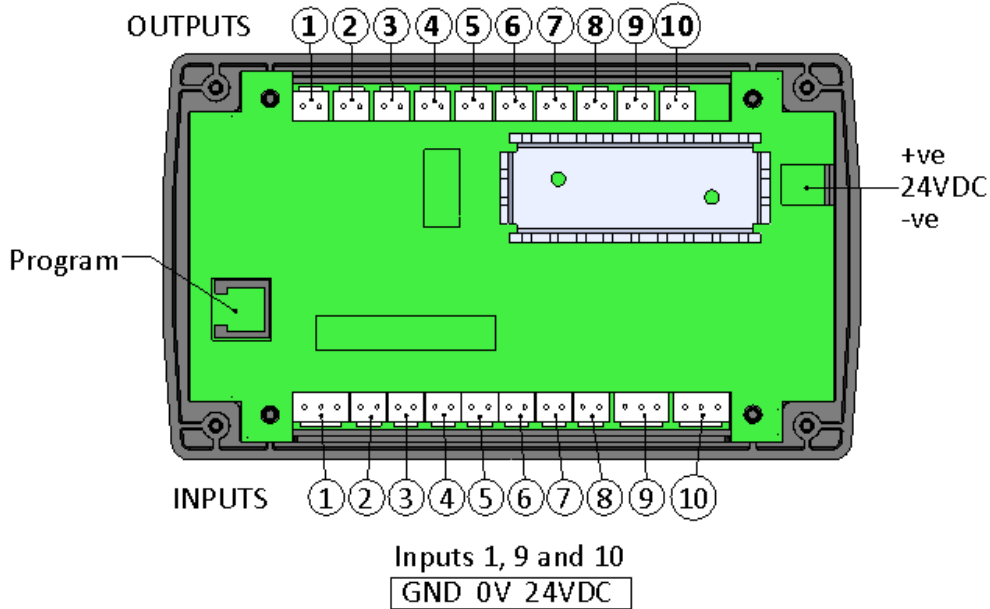 OUTPUTS 1 2 3 4 5 6 7 8 9 10
+ve
24VDC
-ve
Program
INPUTS 1 2 3 4 5 6 7 8 9 10
Inputs 1, 9 and 10
GND 0V 24VDC